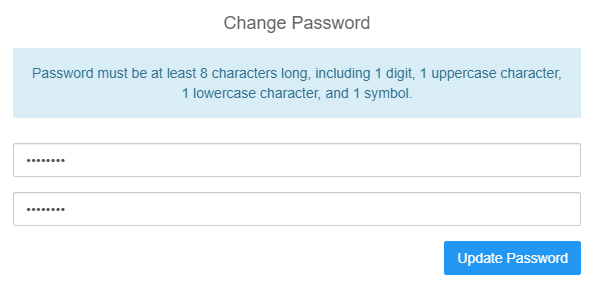 Change Password
Password must be at least 8 characters long, including 1 digit, 1 uppercase character,
1 lowercase character, and 1 symbol.
••••••••
••••••••
Update Password